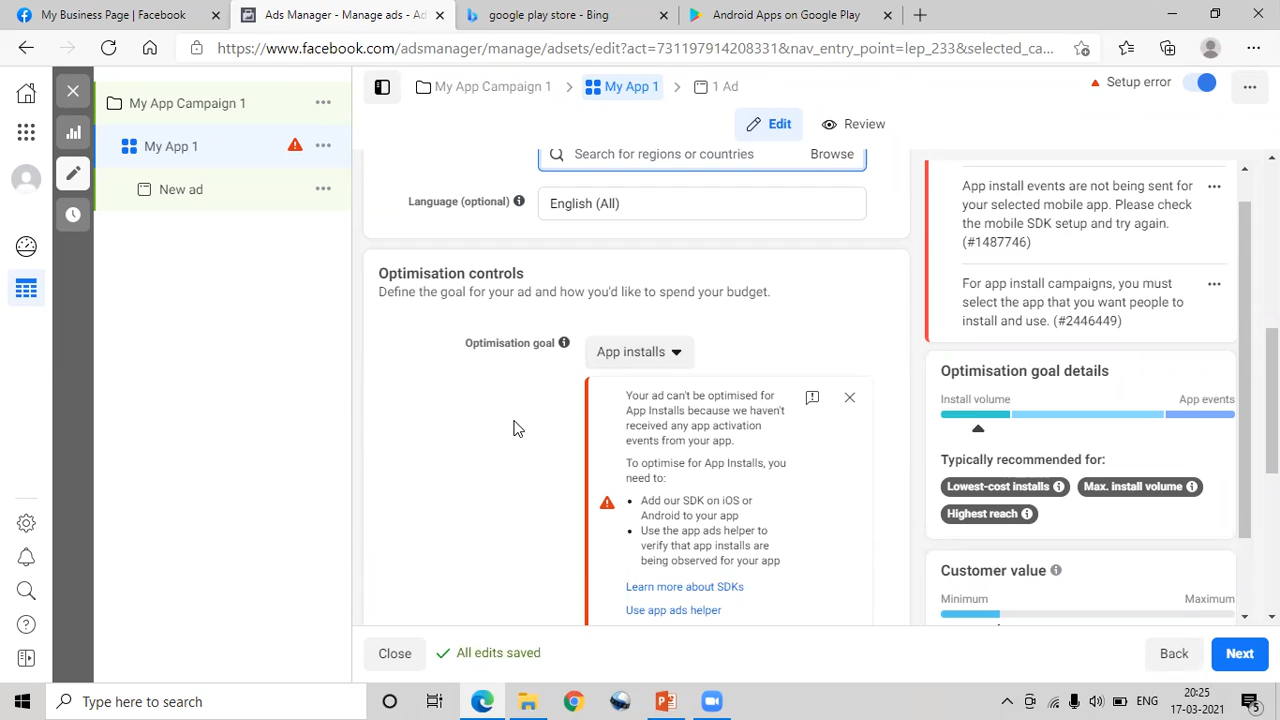 My Business Page | Facebook
Ads Manager - Manage ads - Ad
google play store - Bing
Android Apps on Google Play
https://www.facebook.com/adsmanager/manage/adsets/edit?act=731197914208331&nav_entry_point=lep_233&selected_ca...
My App Campaign 1
My App 1
New ad
My App Campaign 1
My App 1
1 Ad
Setup error
Edit
Review
Search for regions or countries
Browse
Language (optional)
English (All)
Optimisation controls
Define the goal for your ad and how you'd like to spend your budget.
Optimisation goal
App installs
Your ad can't be optimised for
App Installs because we haven't
received any app activation
events from your app.
To optimise for App Installs, you
need to:
• Add our SDK on iOS or
Android to your app
• Use the app ads helper to
verify that app installs are
being observed for your app
Learn more about SDKs
Use app ads helper
App install events are not being sent for
your selected mobile app. Please check
the mobile SDK setup and try again.
(#1487746)
For app install campaigns, you must
select the app that you want people to
install and use. (#2446449)
Optimisation goal details
Install volume
App events
Typically recommended for:
Lowest-cost installs
Max. install volume
Highest reach
Customer value
Minimum
Maximum
Close
All edits saved
Back
Next
Type here to search
ENG
20:25
17-03-2021
5